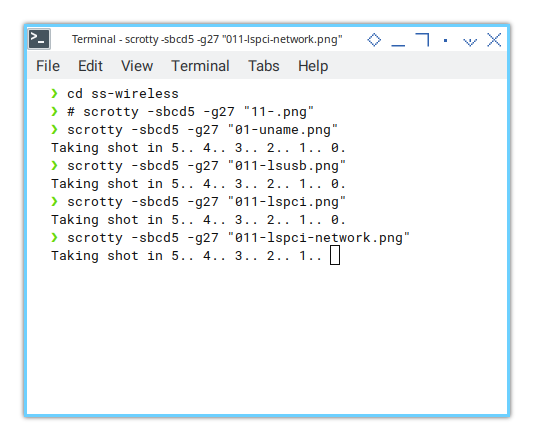 Terminal - scrotty -sbcd5 -g27 "011-lspci-network.png"
File Edit View Terminal Tabs Help
❯ cd ss-wireless
❯ # scrotty -sbcd5 -g27 "11-.png"
❯ scrotty -sbcd5 -g27 "01-uname.png"
Taking shot in 5.. 4.. 3.. 2.. 1.. 0.
❯ scrotty -sbcd5 -g27 "011-lsusb.png"
Taking shot in 5.. 4.. 3.. 2.. 1.. 0.
❯ scrotty -sbcd5 -g27 "011-lspci.png"
Taking shot in 5.. 4.. 3.. 2.. 1.. 0.
❯ scrotty -sbcd5 -g27 "011-lspci-network.png"
Taking shot in 5.. 4.. 3.. 2.. 1..